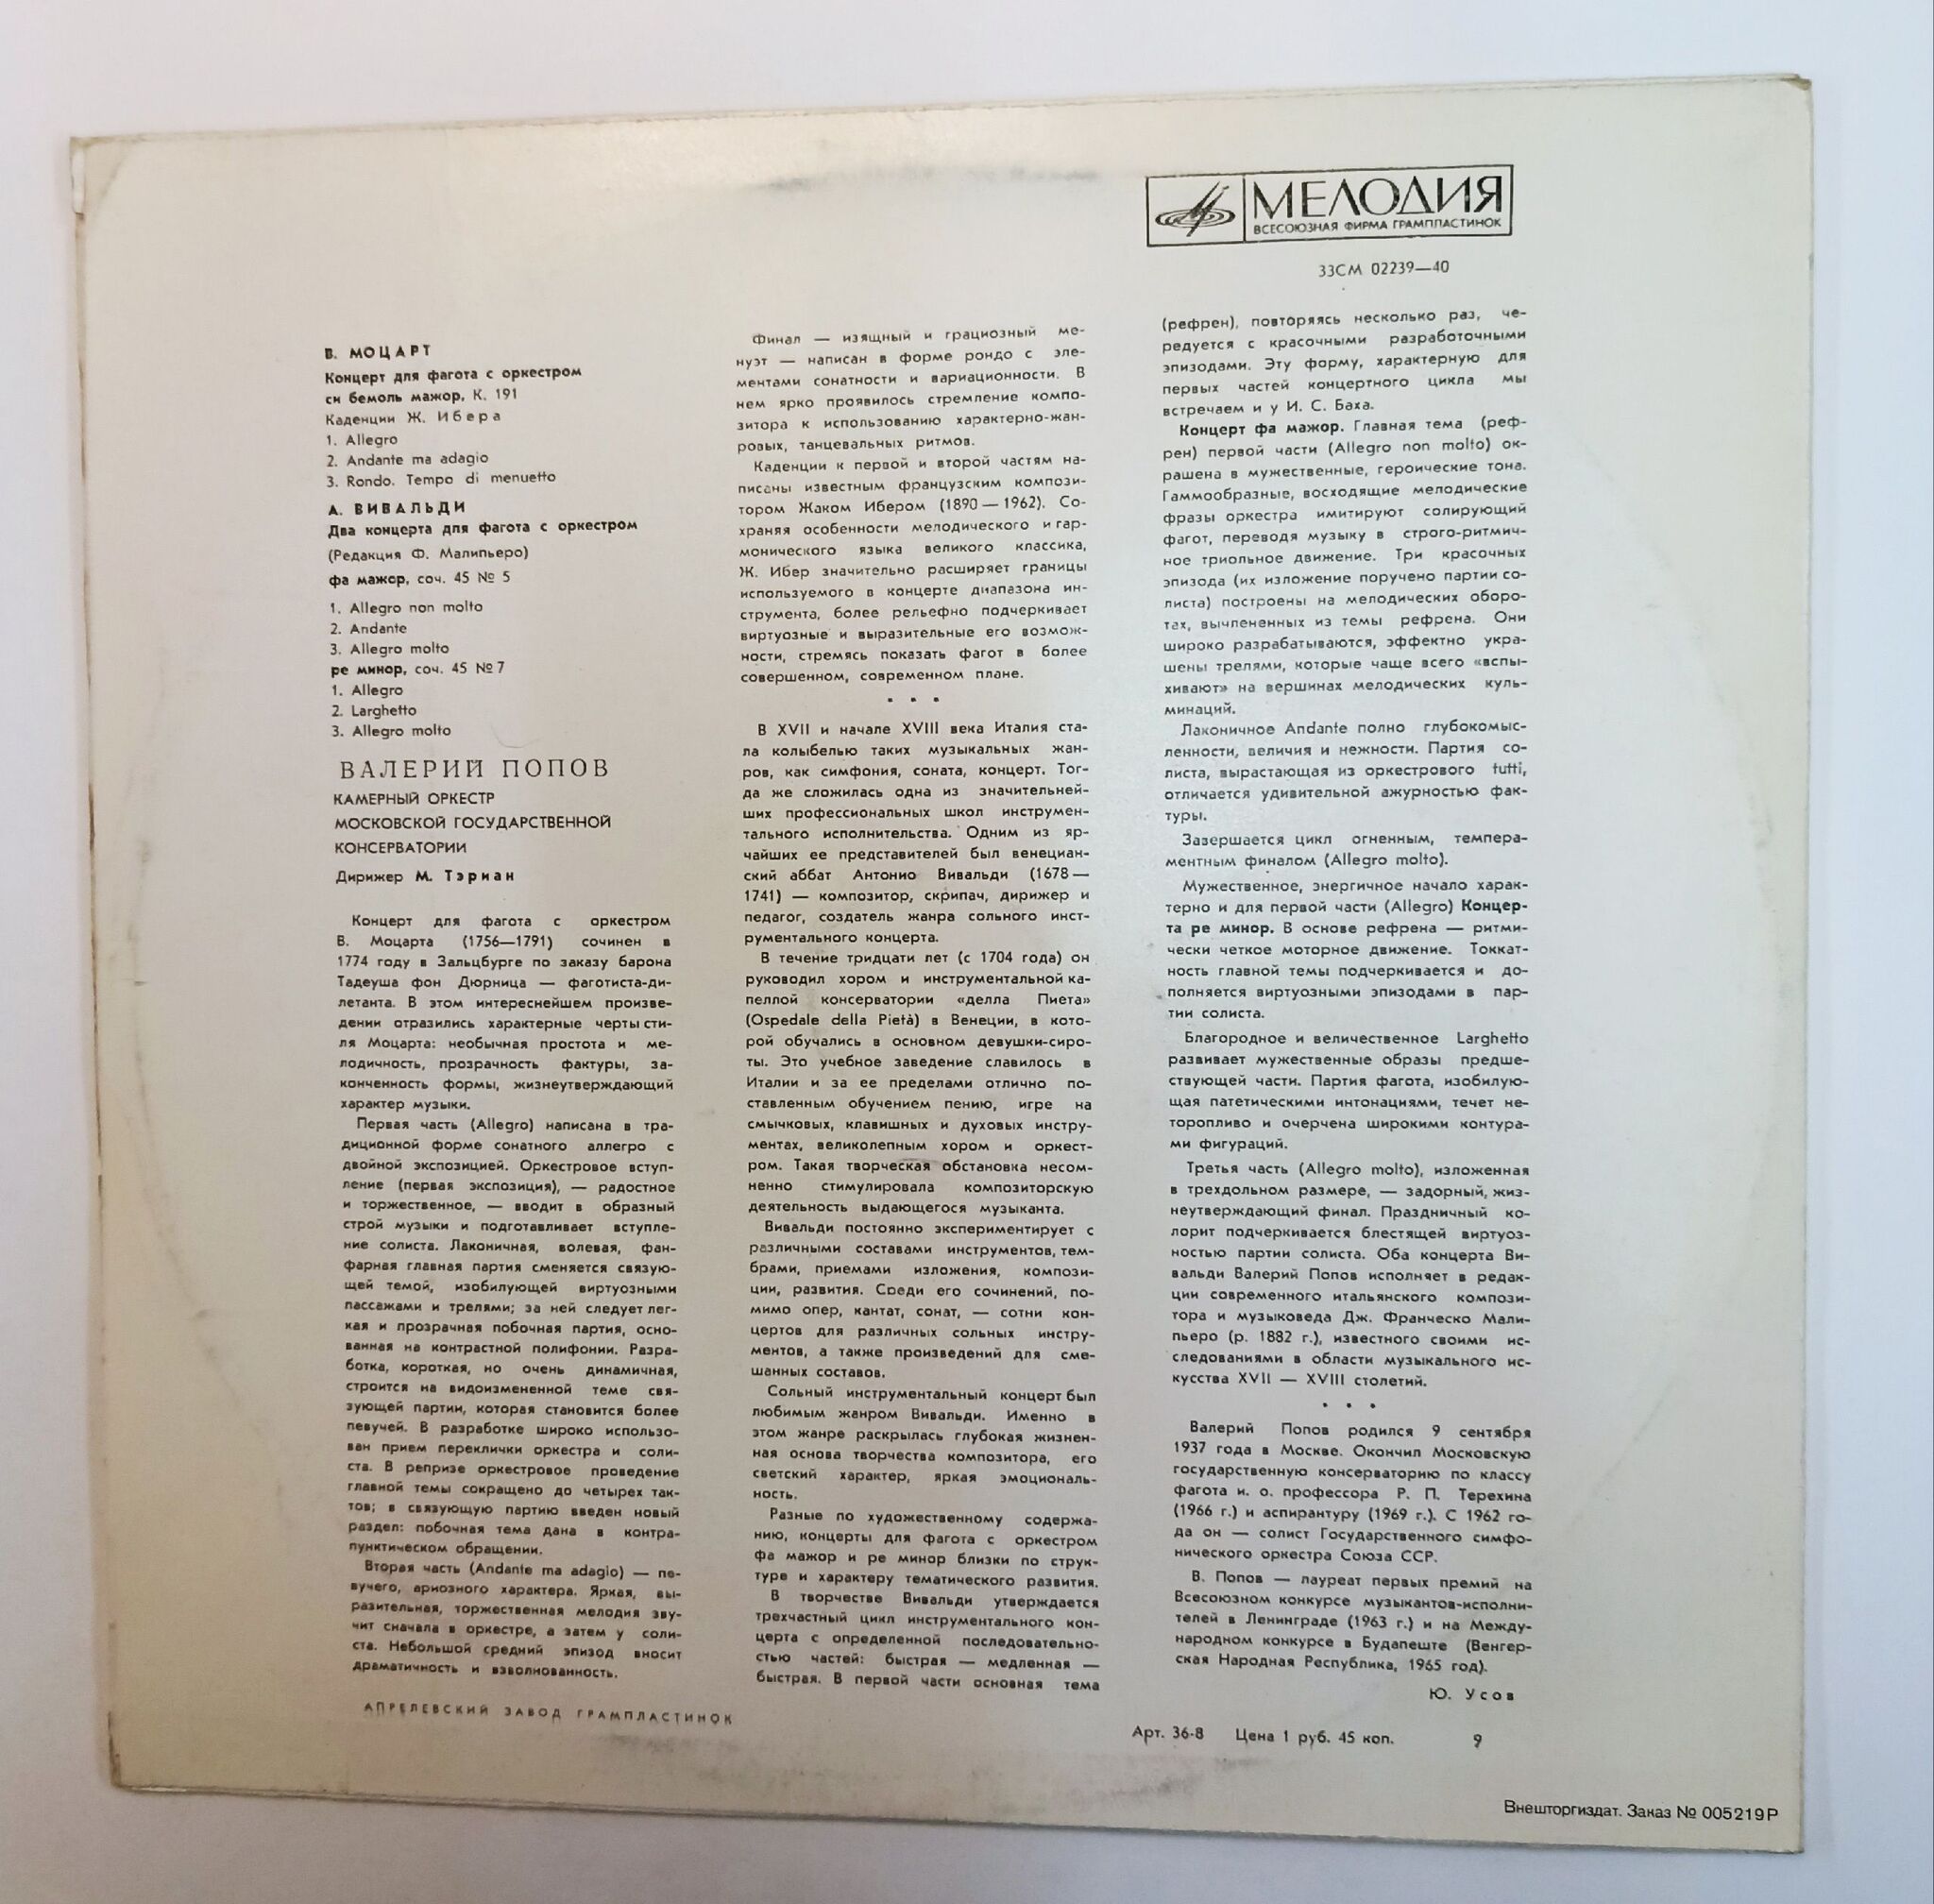 МЕЛОДИЯ
ВСЕСОЮЗНАЯ ФИРМА ГРАМПЛАСТИНОК
33СМ 02239—40
В. МОЦАРТ
Концерт для фагота с оркестром
си бемоль мажор, К. 191
Каденции Ж. Ибера
1. Allegro
2. Andante ma adagio
3. Rondo. Tempo di menuetto
А. ВИВАЛЬДИ
Два концерта для фагота с оркестром
(Редакция Ф. Малипьеро)
фа мажор, соч. 45 № 5
1. Allegro non molto
2. Andante
3. Allegro molto
ре минор, соч. 45 № 7
1. Allegro
2. Larghetto
3. Allegro molto
ВАЛЕРИЙ ПОПОВ
КАМЕРНЫЙ ОРКЕСТР
МОСКОВСКОЙ ГОСУДАРСТВЕННОЙ
КОНСЕРВАТОРИИ
Дирижер М. Тэриан
Концерт для фагота с оркестром
В. Моцарта (1756—1791) сочинен в
1774 году в Зальцбурге по заказу барона
Тадеуша фон Дюрница — фаготиста-ди-
летанта. В этом интереснейшем произве-
дении отразились характерные черты сти-
ля Моцарта: необычная простота и ме-
лодичность, прозрачность фактуры, за-
конченность формы, жизнеутверждающий
характер музыки.
Первая часть (Allegro) написана в тра-
диционной форме сонатного аллегро с
двойной экспозицией. Оркестровое вступ-
ление (первая экспозиция), — радостное
и торжественное, — вводит в образный
строй музыки и подготавливает вступле-
ние солиста. Лаконичная, волевая, фан-
фарная главная партия сменяется связую-
щей темой, изобилующей виртуозными
пассажами и трелями; за ней следует лег-
кая и прозрачная побочная партия, осно-
ванная на контрастной полифонии. Разра-
ботка, короткая, но очень динамичная,
строится на видоизмененной теме свя-
зующей партии, которая становится более
певучей. В разработке широко использо-
ван прием переклички оркестра и соли-
ста. В репризе оркестровое проведение
главной темы сокращено до четырех так-
тов; в связующую партию введен новый
раздел: побочная тема дана в контра-
пунктическом обращении.
Вторая часть (Andante ma adagio) — пе-
вучего, ариозного характера. Яркая, вы-
разительная, торжественная мелодия зву-
чит сначала в оркестре, а затем у соли-
ста. Небольшой средний эпизод вносит
драматичность и взволнованность.
АПРЕЛЕВСКИЙ ЗАВОД ГРАМПЛАСТИНОК
Финал — изящный и грациозный ме-
нуэт — написан в форме рондо с эле-
ментами сонатности и вариационности. В
нем ярко проявилось стремление компо-
зитора к использованию характерно-жан-
ровых, танцевальных ритмов.
Каденции к первой и второй частям на-
писаны известным французским компози-
тором Жаком Ибером (1890 — 1962). Со-
храняя особенности мелодического и гар-
монического языка великого классика,
Ж. Ибер значительно расширяет границы
используемого в концерте диапазона ин-
струмента, более рельефно подчеркивает
виртуозные и выразительные его возмож-
ности, стремясь показать фагот в более
совершенном, современном плане.
• • •
В XVII и начале XVIII века Италия ста-
ла колыбелью таких музыкальных жан-
ров, как симфония, соната, концерт. Тог-
да же сложилась одна из значительней-
ших профессиональных школ инструмен-
тального исполнительства. Одним из яр-
чайших ее представителей был венециан-
ский аббат Антонио Вивальди (1678 —
1741) — композитор, скрипач, дирижер и
педагог, создатель жанра сольного инст-
рументального концерта.
В течение тридцати лет (с 1704 года) он
руководил хором и инструментальной ка-
пеллой консерватории «делла Пиета»
(Ospedale della Pietà) в Венеции, в кото-
рой обучались в основном девушки-сиро-
ты. Это учебное заведение славилось в
Италии и за ее пределами отлично по-
ставленным обучением пению, игре на
смычковых, клавишных и духовых инстру-
ментах, великолепным хором и оркест-
ром. Такая творческая обстановка несом-
ненно стимулировала композиторскую
деятельность выдающегося музыканта.
Вивальди постоянно экспериментирует с
различными составами инструментов, тем-
брами, приемами изложения, компози-
ции, развития. Среди его сочинений, по-
мимо опер, кантат, сонат, — сотни кон-
цертов для различных сольных инстру-
ментов, а также произведений для сме-
шанных составов.
Сольный инструментальный концерт был
любимым жанром Вивальди. Именно в
этом жанре раскрылась глубокая жизнен-
ная основа творчества композитора, его
светский характер, яркая эмоциональ-
ность.
Разные по художественному содержа-
нию, концерты для фагота с оркестром
фа мажор и ре минор близки по струк-
туре и характеру тематического развития.
В творчестве Вивальди утверждается
трехчастный цикл инструментального кон-
церта с определенной последовательно-
стью частей: быстрая — медленная —
быстрая. В первой части основная тема
(рефрен), повторяясь несколько раз, че-
редуется с красочными разработочными
эпизодами. Эту форму, характерную для
первых частей концертного цикла мы
встречаем и у И. С. Баха.
Концерт фа мажор. Главная тема (реф-
рен) первой части (Allegro non molto) ок-
рашена в мужественные, героические тона.
Гаммообразные, восходящие мелодические
фразы оркестра имитируют солирующий
фагот, переводя музыку в строго-ритмич-
ное триольное движение. Три красочных
эпизода (их изложение поручено партии со-
листа) построены на мелодических оборо-
тах, вычлененных из темы рефрена. Они
широко разрабатываются, эффектно укра-
шены трелями, которые чаще всего «вспы-
хивают» на вершинах мелодических куль-
минаций.
Лаконичное Andante полно глубокомыс-
ленности, величия и нежности. Партия со-
листа, вырастающая из оркестрового tutti,
отличается удивительной ажурностью фак-
туры.
Завершается цикл огненным, темпера-
ментным финалом (Allegro molto).
Мужественное, энергичное начало харак-
терно и для первой части (Allegro) Концер-
та ре минор. В основе рефрена — ритми-
чески четкое моторное движение. Токкат-
ность главной темы подчеркивается и до-
полняется виртуозными эпизодами в пар-
тии солиста.
Благородное и величественное Larghetto
развивает мужественные образы предше-
ствующей части. Партия фагота, изобилую-
щая патетическими интонациями, течет не-
торопливо и очерчена широкими контура-
ми фигураций.
Третья часть (Allegro molto), изложенная
в трехдольном размере, — задорный, жиз-
неутверждающий финал. Праздничный ко-
лорит подчеркивается блестящей виртуоз-
ностью партии солиста. Оба концерта Ви-
вальди Валерий Попов исполняет в редак-
ции современного итальянского компози-
тора и музыковеда Дж. Франческо Мали-
пьеро (р. 1882 г.), известного своими ис-
следованиями в области музыкального ис-
кусства XVII — XVIII столетий.
• • •
Валерий Попов родился 9 сентября
1937 года в Москве. Окончил Московскую
государственную консерваторию по классу
фагота и. о. профессора Р. П. Терехина
(1966 г.) и аспирантуру (1969 г.). С 1962 го-
да он — солист Государственного симфо-
нического оркестра Союза ССР.
В. Попов — лауреат первых премий на
Всесоюзном конкурсе музыкантов-исполни-
телей в Ленинграде (1963 г.) и на Между-
народном конкурсе в Будапеште (Венгер-
ская Народная Республика, 1965 год).
Ю. Усов
Арт. 36-8 Цена 1 руб. 45 коп. 9
Внешторгиздат. Заказ № 005219Р